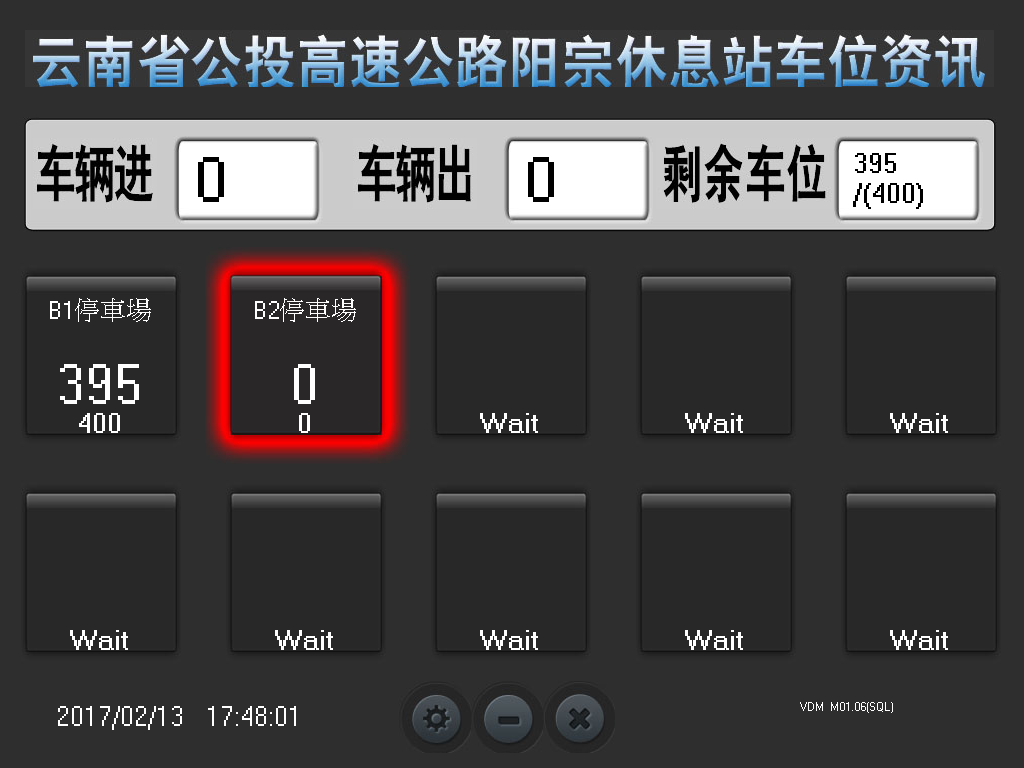 云南省公投高速公路阳宗休息站车位资讯
车辆进 0 车辆出 0 剩余车位 395
/(400)
B1停車場 B2停車場
395 0
400 0 Wait Wait Wait
Wait Wait Wait Wait Wait
2017/02/13 17:48:01 VDM M01.06(SQL)